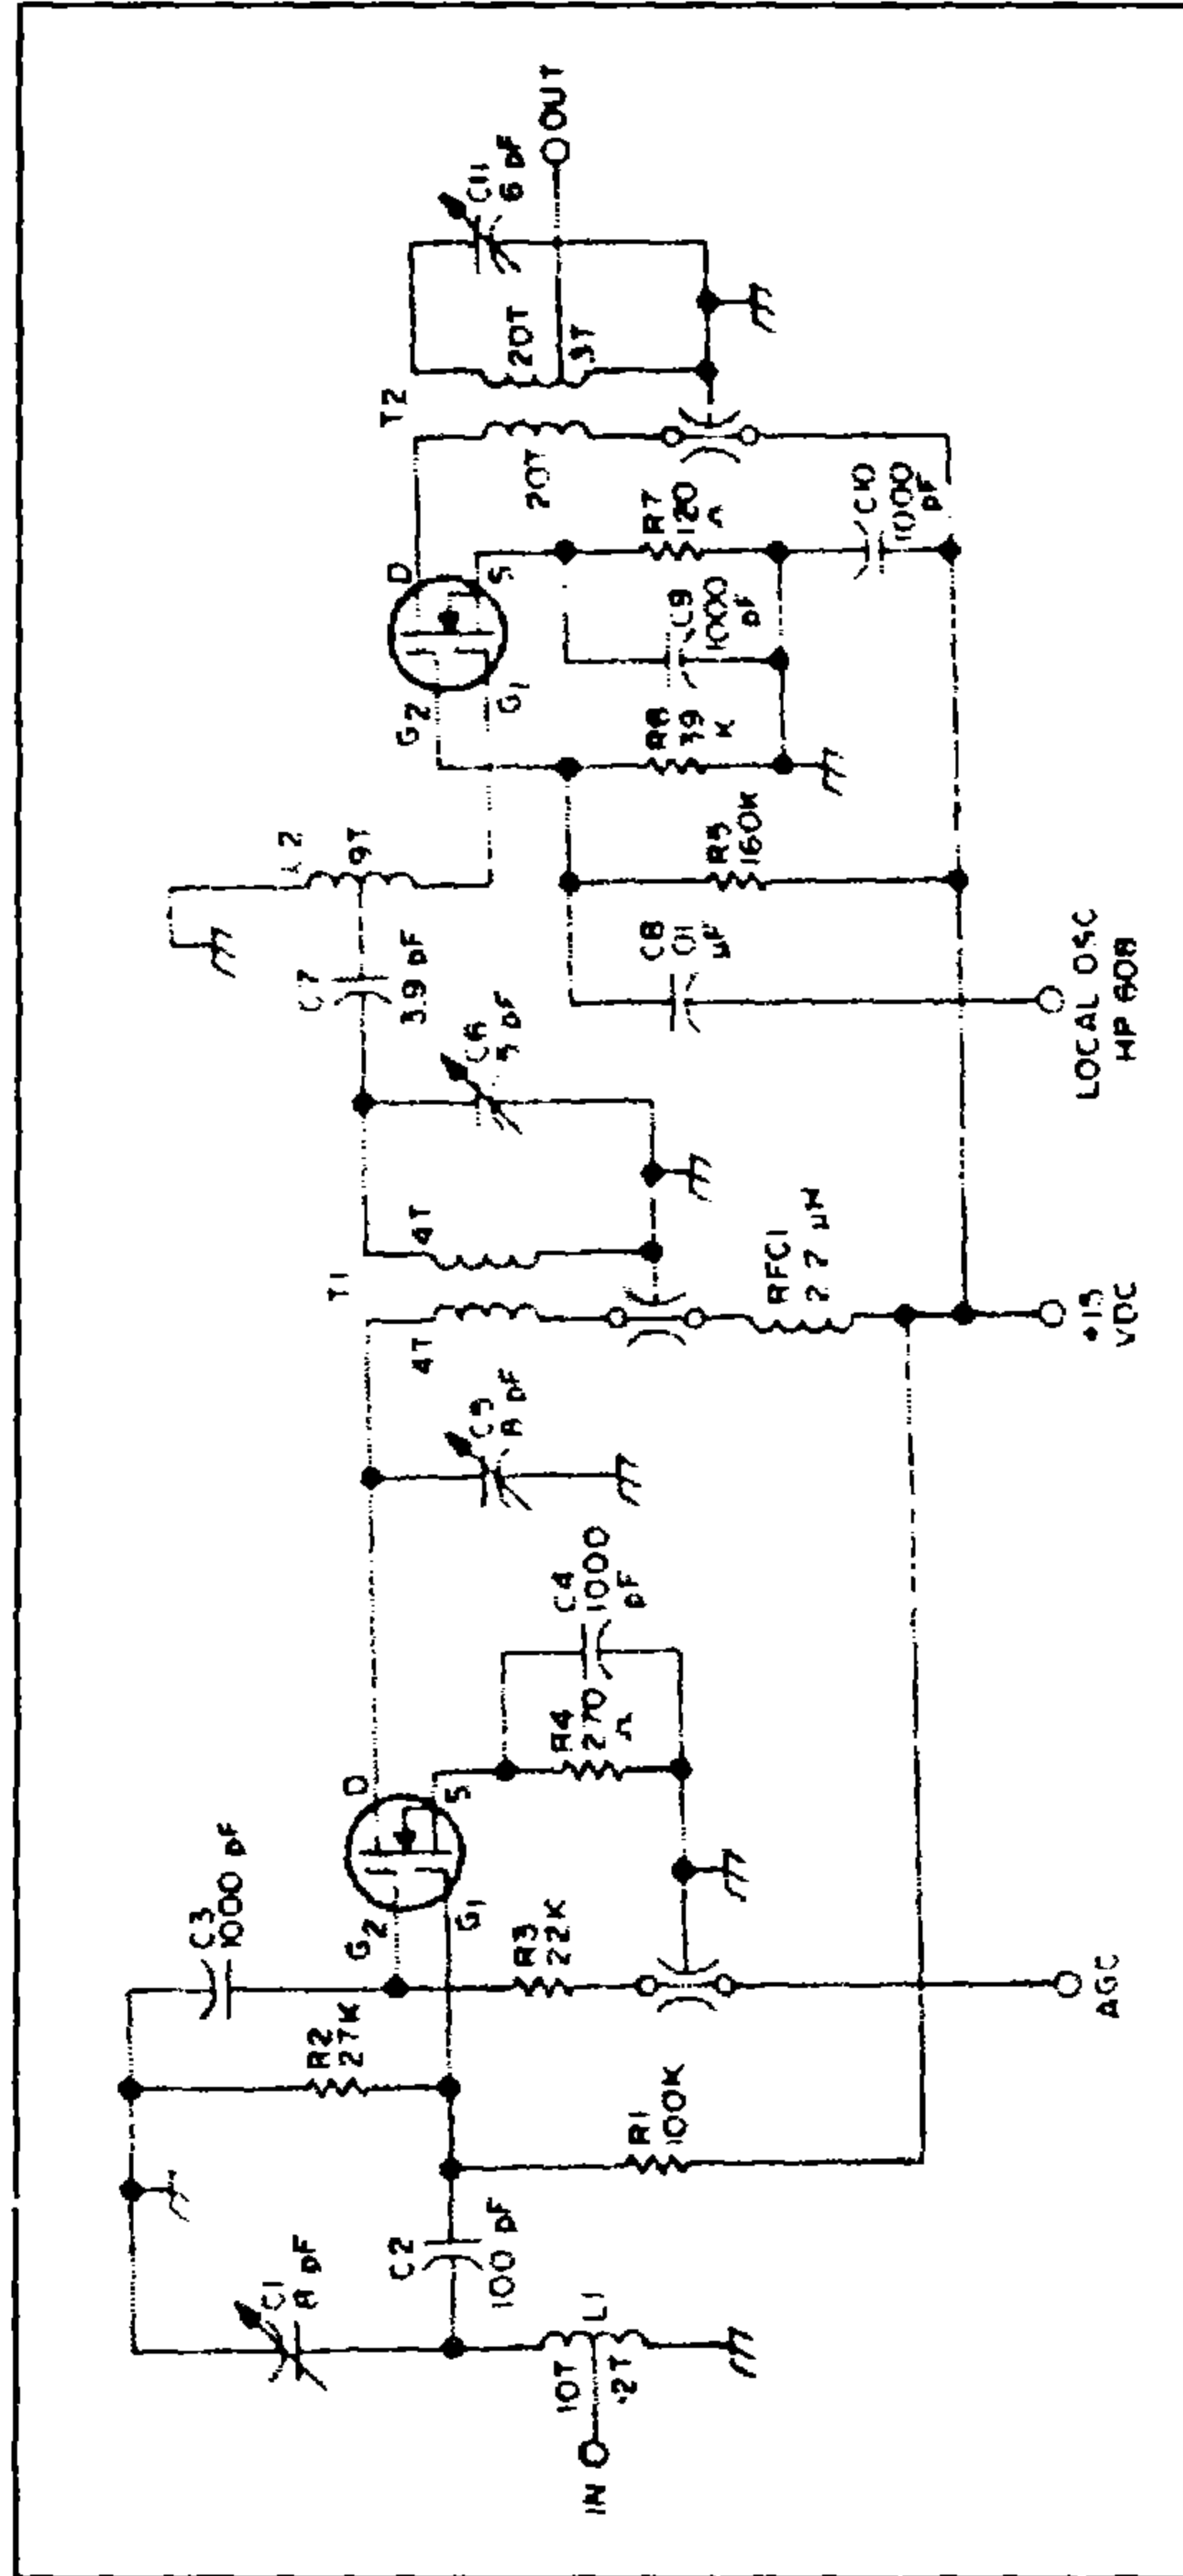 C1
8 pF
C2
100 pF
10T
L1
2T
IN
R2
27K
R1
100K
C3
1000 pF
G2
G1
D
S
R3
22K
AGC
R4
270
Ω
C4
1000
pF
C5
8 pF
T1
4T
4T
RFC1
2.7 µH
+15
VDC
C6
5 pF
C7
3.9 pF
9T
LOCAL OSC
HP 608
C8
.01
µF
R5
160K
G2
G1
D
S
39
K
C9
1000
pF
R7
120
Ω
C10
1000
pF
T2
20T
20T
3T
C11
6 pF
OUT